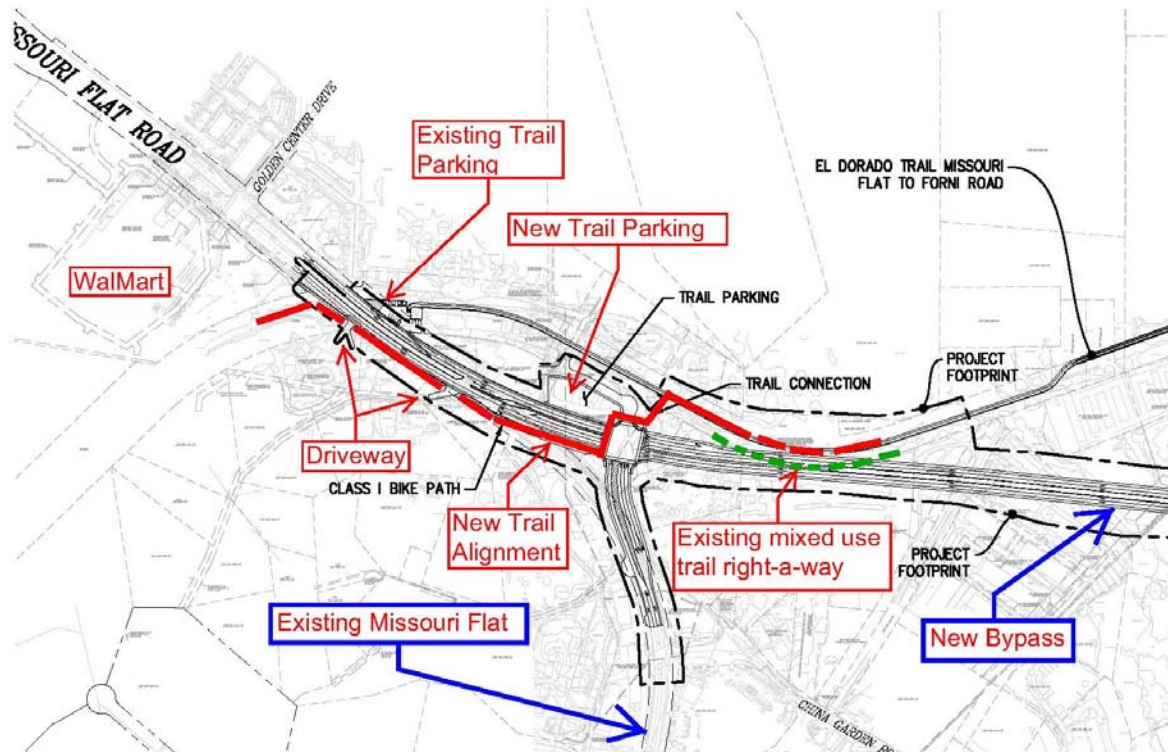 SSOURI FLAT ROAD
GOLDEN CENTER DRIVE
Existing Trail
Parking
EL DORADO TRAIL MISSOURI
FLAT TO FORNI ROAD
New Trail Parking
WalMart
TRAIL PARKING
PROJECT
FOOTPRINT
TRAIL CONNECTION
Driveway
CLASS I BIKE PATH
New Trail
Alignment
Existing mixed use
trail right-a-way
PROJECT
FOOTPRINT
Existing Missouri Flat
New Bypass
CHINA GARDEN RO